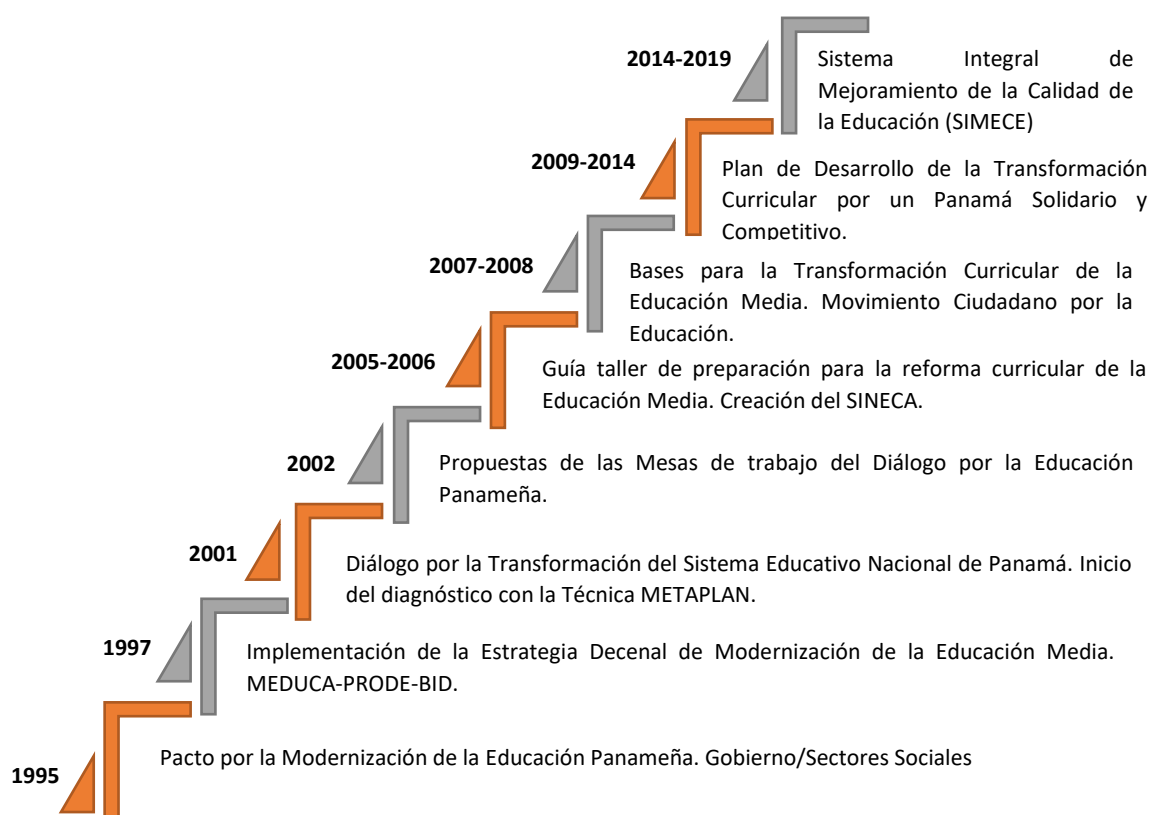 2014-2019
Sistema Integral de
Mejoramiento de la Calidad de
la Educación (SIMECE)
2009-2014
Plan de Desarrollo de la Transformación
Curricular por un Panamá Solidario y
Competitivo.
2007-2008
Bases para la Transformación Curricular de la
Educación Media. Movimiento Ciudadano por la
Educación.
2005-2006
Guía taller de preparación para la reforma curricular de la
Educación Media. Creación del SINECA.
2002
Propuestas de las Mesas de trabajo del Diálogo por la Educación
Panameña.
2001
Diálogo por la Transformación del Sistema Educativo Nacional de Panamá. Inicio
del diagnóstico con la Técnica METAPLAN.
1997
Implementación de la Estrategia Decenal de Modernización de la Educación Media.
MEDUCA-PRODE-BID.
1995
Pacto por la Modernización de la Educación Panameña. Gobierno/Sectores Sociales